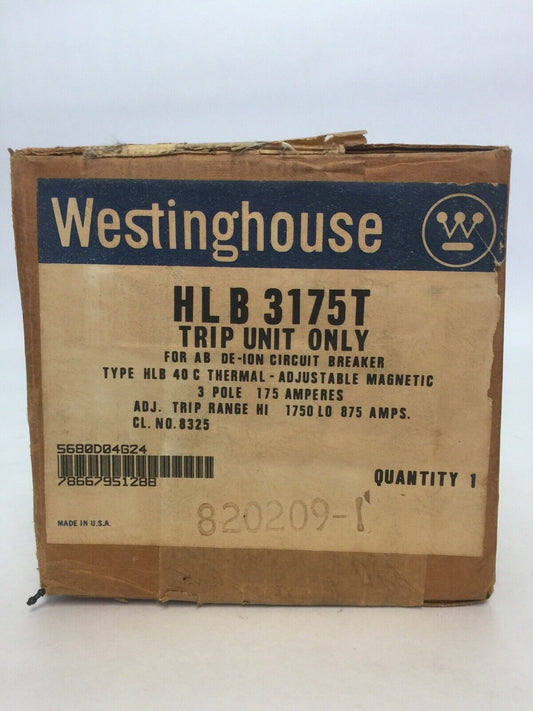 Westinghouse
W
HLB 3175T
TRIP UNIT ONLY
FOR AB DE-ION CIRCUIT BREAKER
TYPE HLB 40 C THERMAL - ADJUSTABLE MAGNETIC
3 POLE 175 AMPERES
ADJ. TRIP RANGE HI 1750 LO 875 AMPS.
CL. NO. 8325
5680D04G24
78667951288
QUANTITY 1
820209-1
MADE IN U.S.A.